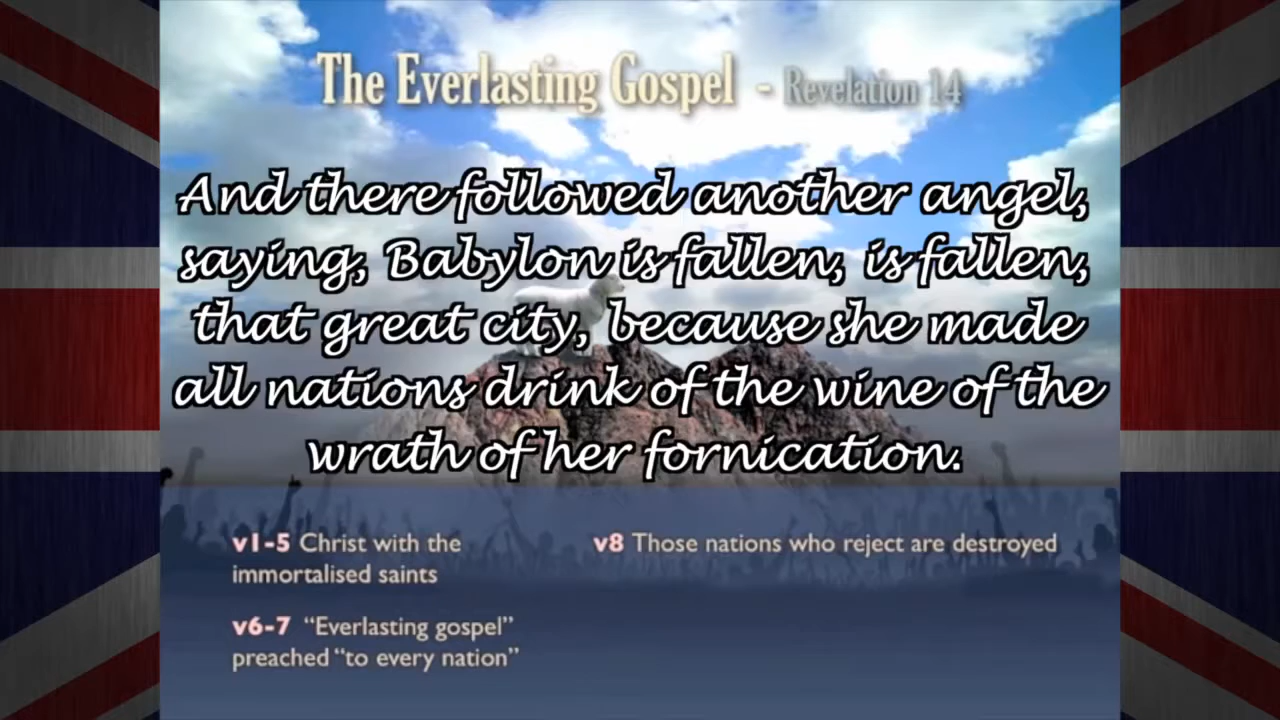 The Everlasting Gospel - Revelation 14
And there followed another angel,
saying, Babylon is fallen, is fallen,
that great city, because she made
all nations drink of the wine of the
wrath of her fornication.
v1-5 Christ with the
immortalised saints
v6-7 “Everlasting gospel”
preached “to every nation”
v8 Those nations who reject are destroyed